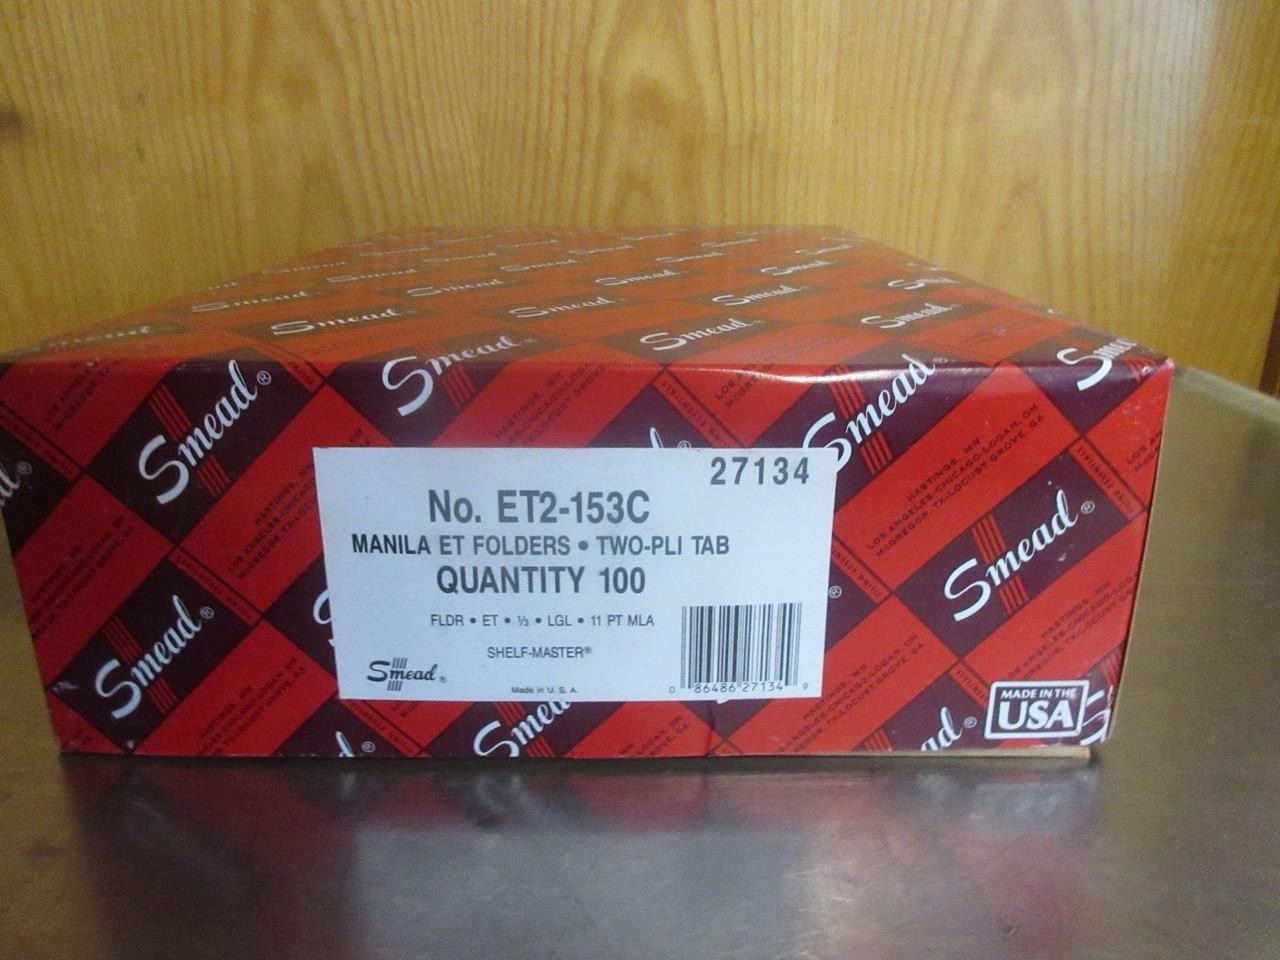 Smead®
Smead
Smead®
HASTINGS, MN
LOS ANGELES-CHICAGO-LOGAN, OH
McGREGOR, TX-LOCUST GROVE, GA
27134
No. ET2-153C
MANILA ET FOLDERS • TWO-PLI TAB
QUANTITY 100
FLDR • ET • ⅓ • LGL • 11 PT MLA
SHELF-MASTER®
Smead®
Made in U. S. A.
0 86486 27134 9
Smead®
Smead®
MADE IN THE
USA